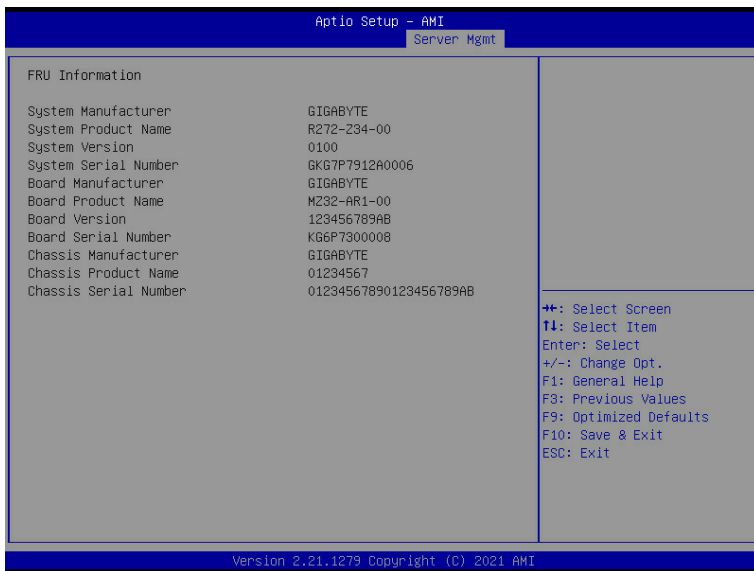 Aptio Setup – AMI
Server Mgmt
FRU Information
System Manufacturer GIGABYTE
System Product Name R272-Z34-00
System Version 0100
System Serial Number GKG7P7912A0006
Board Manufacturer GIGABYTE
Board Product Name MZ32-AR1-00
Board Version 123456789AB
Board Serial Number KG6P7300008
Chassis Manufacturer GIGABYTE
Chassis Product Name 01234567
Chassis Serial Number 01234567890123456789AB
→←: Select Screen
↑↓: Select Item
Enter: Select
+/-: Change Opt.
F1: General Help
F3: Previous Values
F9: Optimized Defaults
F10: Save & Exit
ESC: Exit
Version 2.21.1279 Copyright (C) 2021 AMI